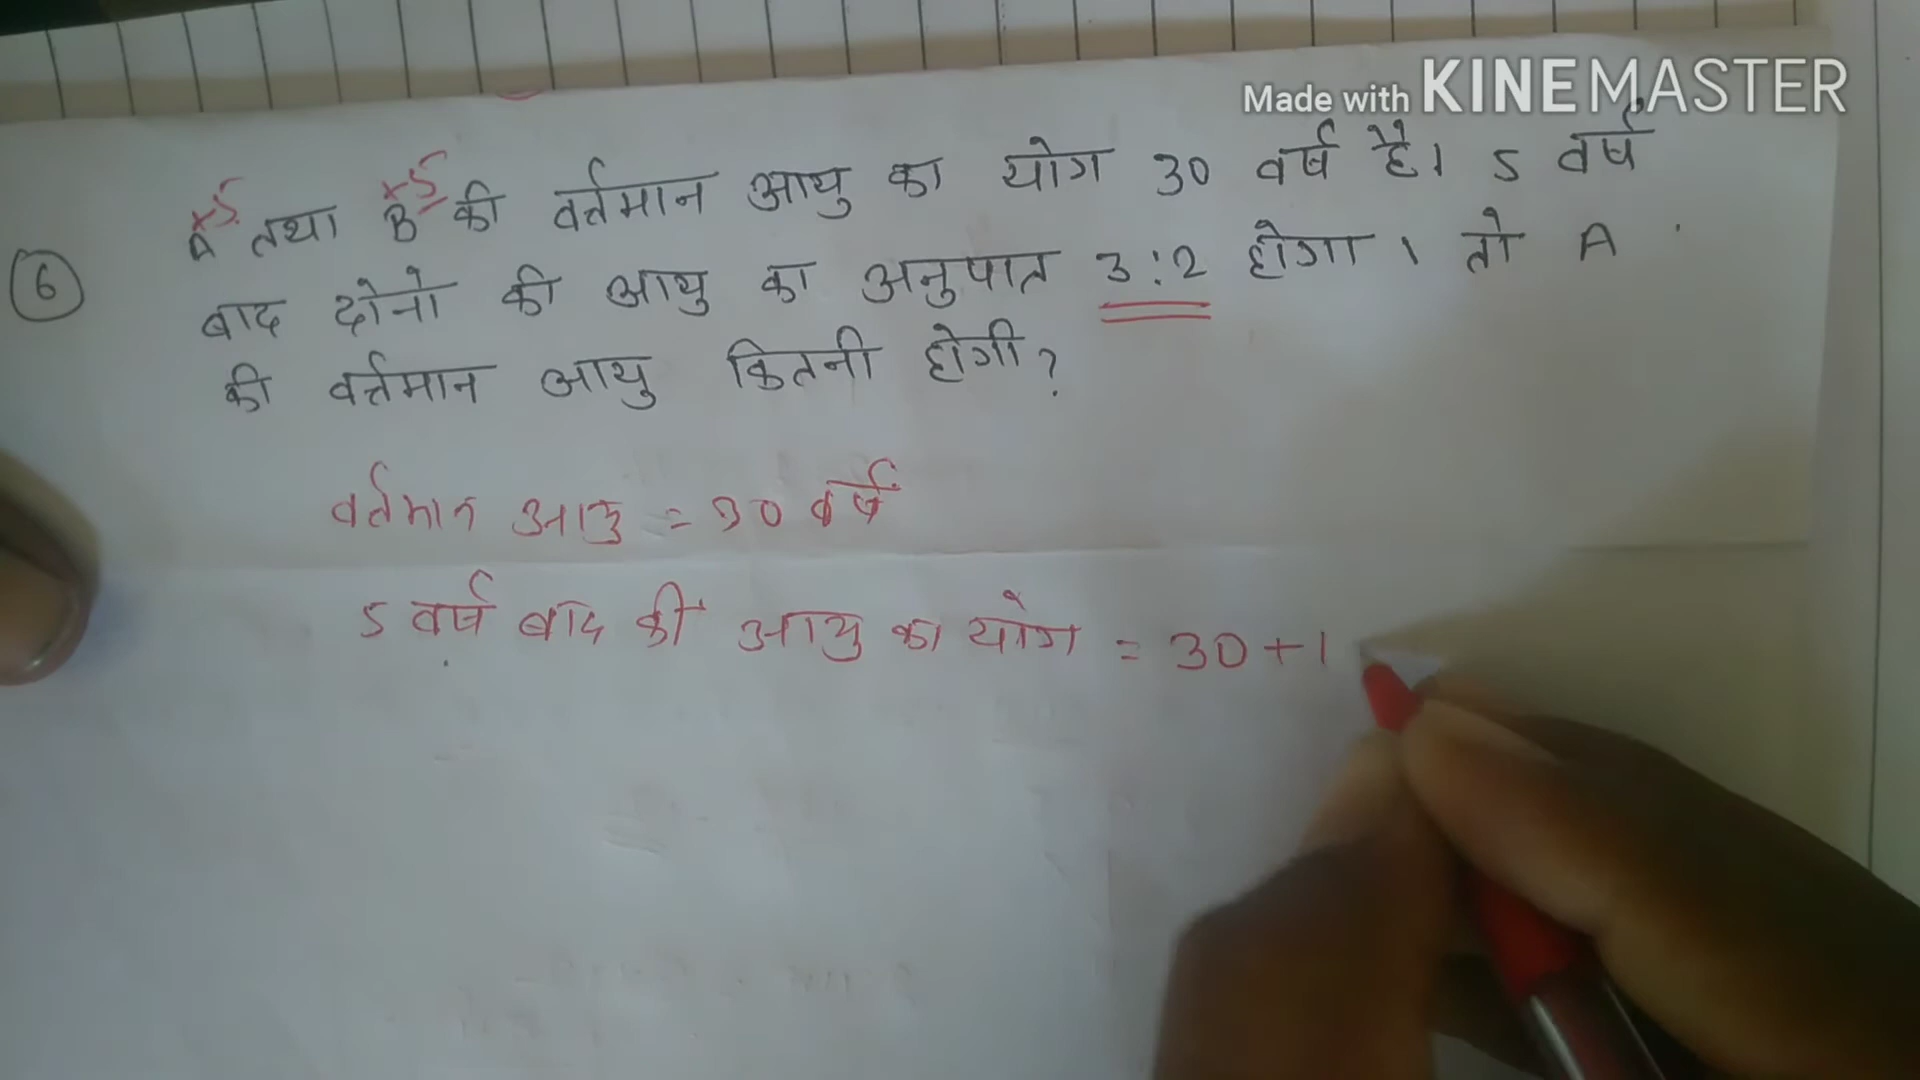 Made with KINEMASTER
×5 ×5
⑥ A तथा B की वर्त्तमान आयु का योग 30 वर्ष है। 5 वर्ष
बाद दोनो की आयु का अनुपात 3:2 होगा । तो A
की वर्त्तमान आयु कितनी होगी?
वर्तमान आयु = 30 वर्ष
5 वर्ष बाद की आयु का योग = 30 + 1